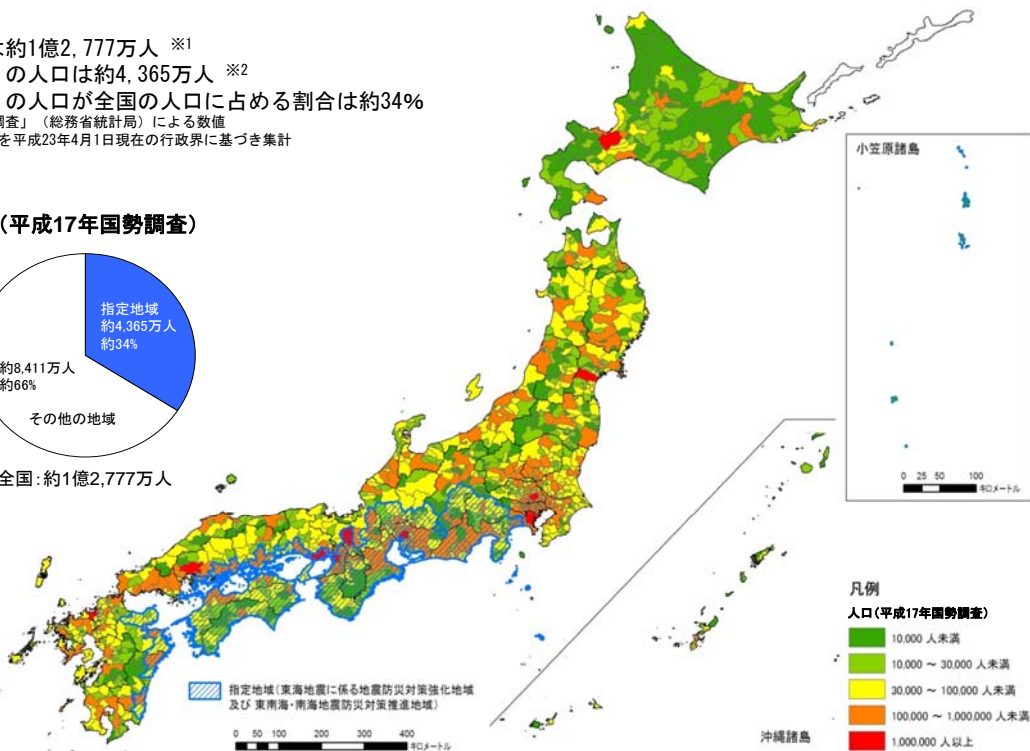 は約1億2,777万人 ※1
の人口は約4,365万人 ※2
の人口が全国の人口に占める割合は約34%
調査」（総務省統計局）による数値
を平成23年4月1日現在の行政界に基づき集計
(平成17年国勢調査)
指定地域
約4,365万人
約34%
約8,411万人
約66%
その他の地域
全国：約1億2,777万人
小笠原諸島
0 25 50 100
キロメートル
凡例
人口(平成17年国勢調査)
10,000 人未満
10,000 ～ 30,000 人未満
30,000 ～ 100,000 人未満
100,000 ～ 1,000,000 人未満
1,000,000 人以上
指定地域(東海地震に係る地震防災対策強化地域
及び 東南海・南海地震防災対策推進地域)
0 50 100 200 300 400
キロメートル
沖縄諸島